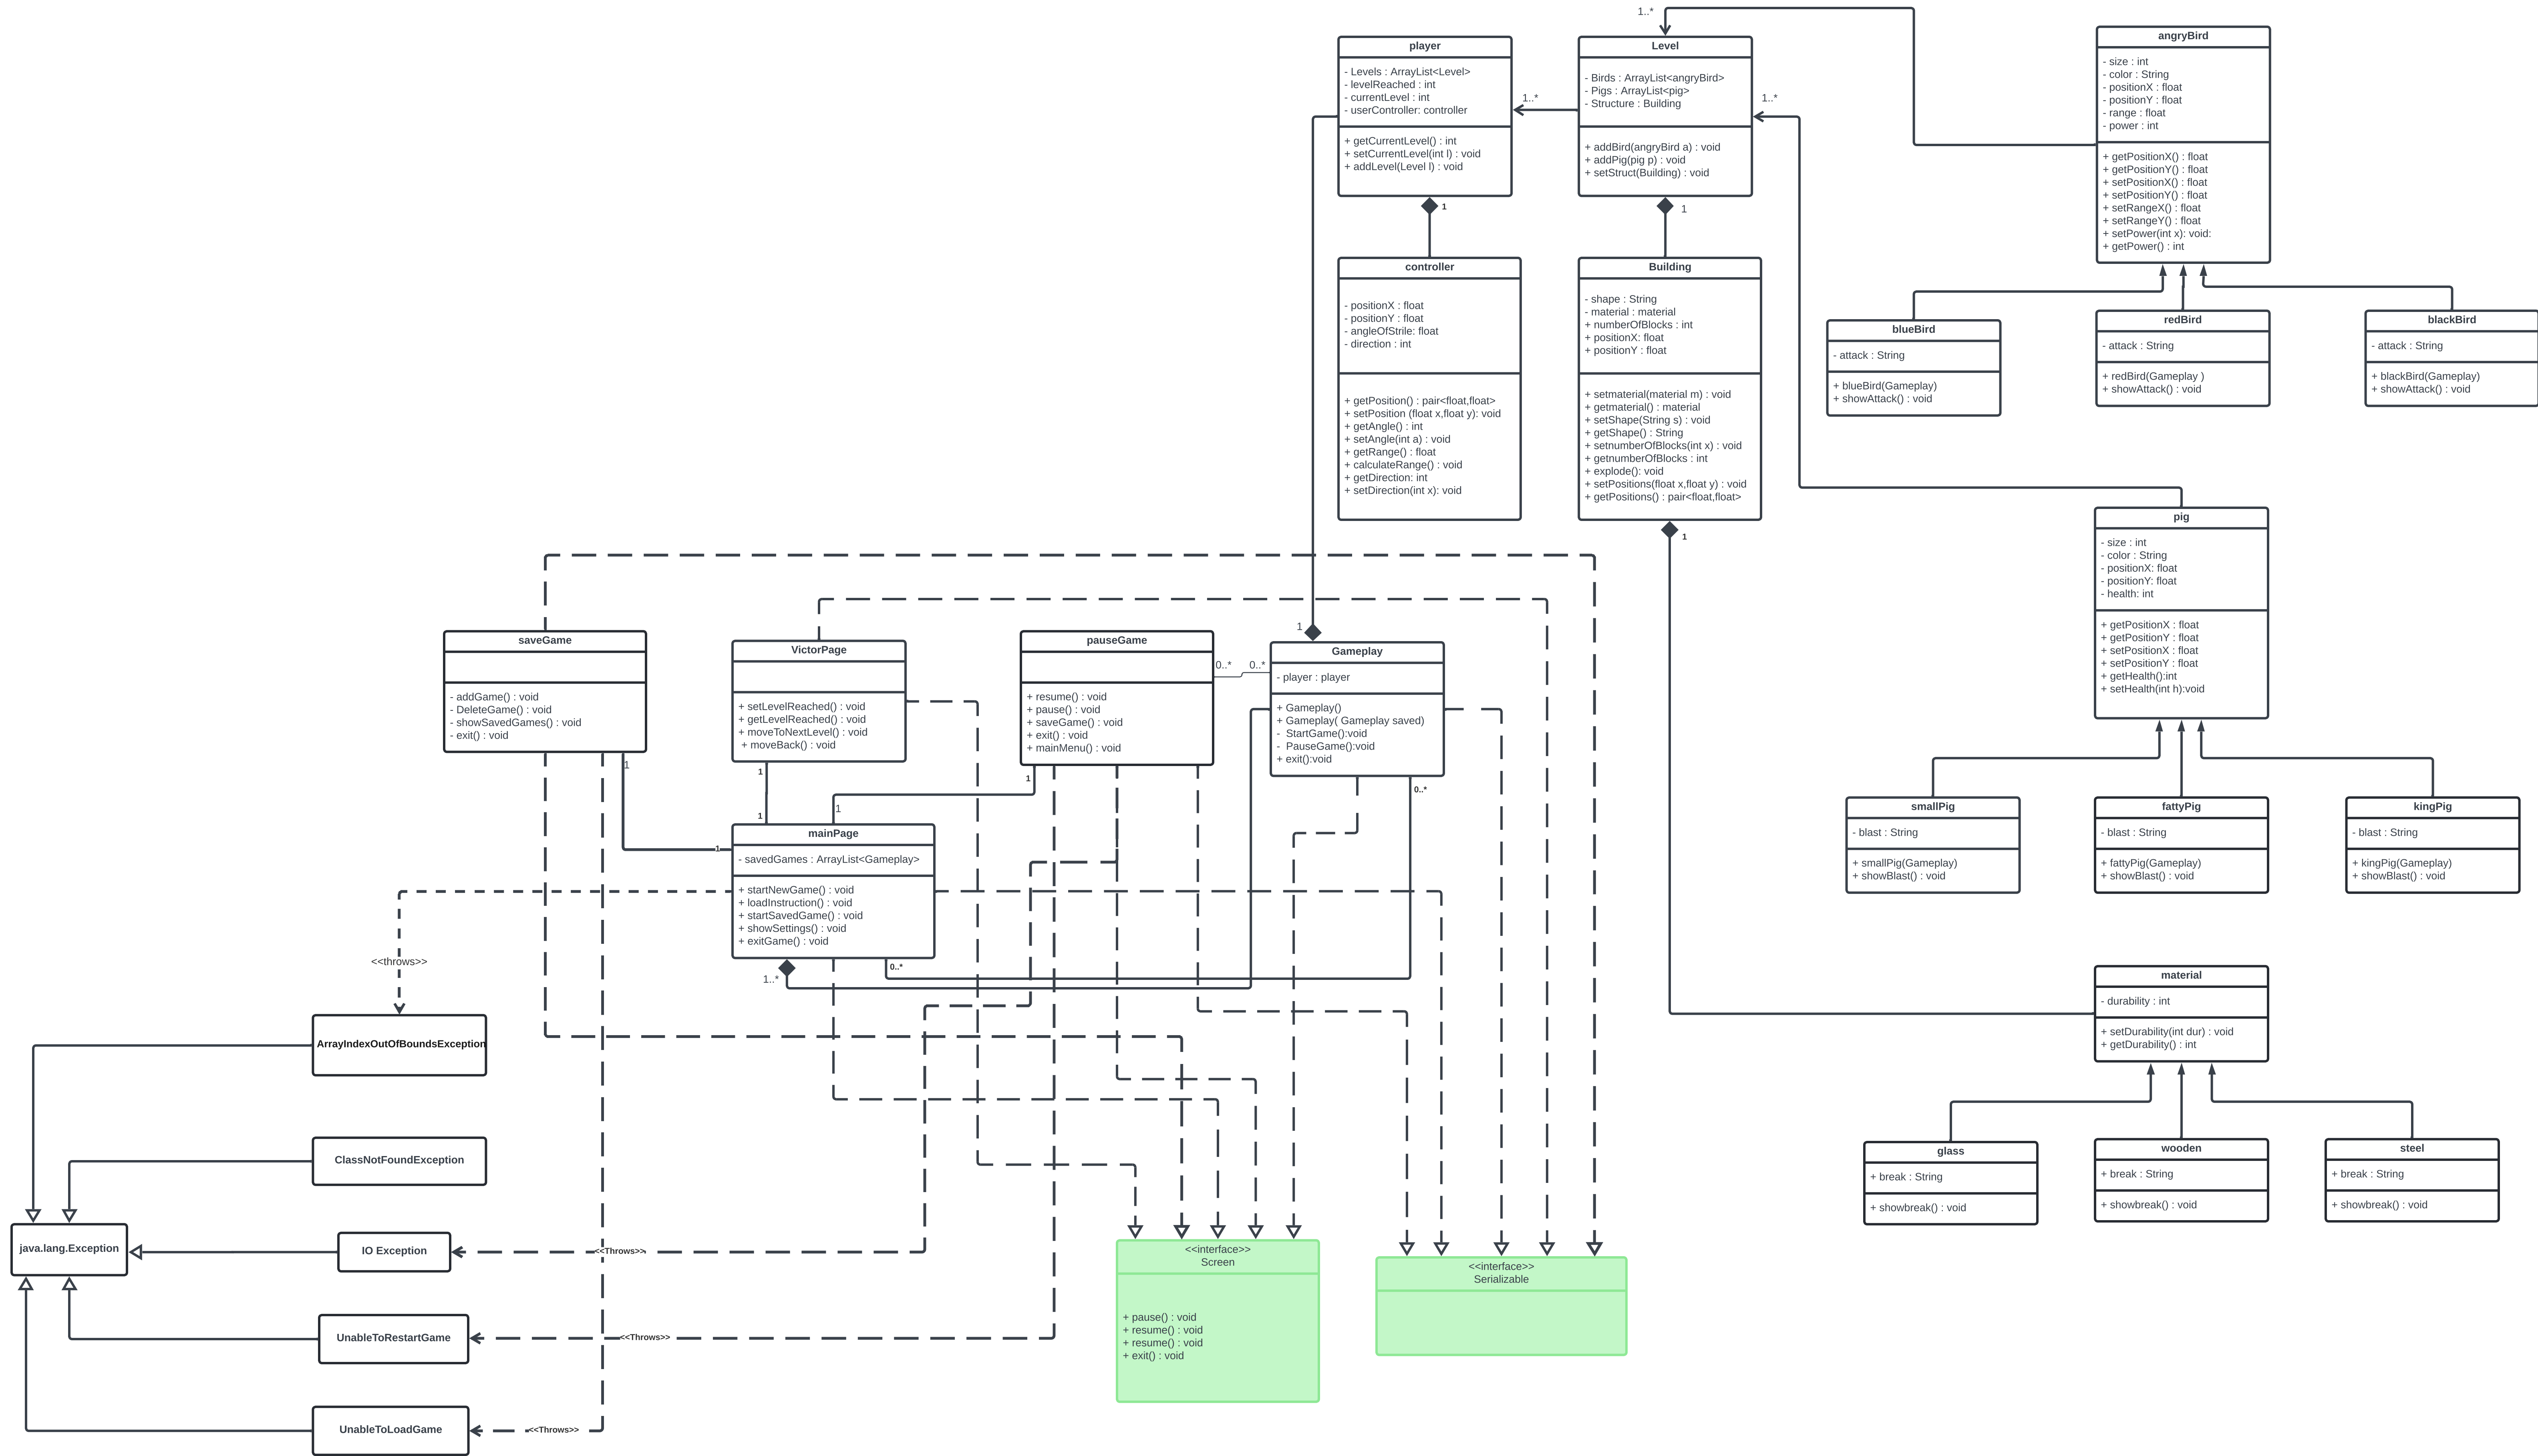 player
- Levels : ArrayList<Level>
- levelReached : int
- currentLevel : int
- userController: controller
+ getCurrentLevel() : int
+ setCurrentLevel(int l) : void
+ addLevel(Level l) : void
1..*
1
Level
- Birds : ArrayList<angryBird>
- Pigs : ArrayList<pig>
- Structure : Building
+ addBird(angryBird a) : void
+ addPig(pig p) : void
+ setStruct(Building) : void
1..*
1..*
1
angryBird
- size : int
- color : String
- positionX : float
- positionY : float
- range : float
- power : int
+ getPositionX() : float
+ getPositionY() : float
+ setPositionX() : float
+ setPositionY() : float
+ setRangeX() : float
+ setRangeY() : float
+ setPower(int x): void:
+ getPower() : int
controller
- positionX : float
- positionY : float
- angleOfStrile: float
- direction : int
+ getPosition() : pair<float,float>
+ setPosition (float x,float y): void
+ getAngle() : int
+ setAngle(int a) : void
+ getRange() : float
+ calculateRange() : void
+ getDirection: int
+ setDirection(int x): void
Building
- shape : String
- material : material
+ numberOfBlocks : int
+ positionX: float
+ positionY : float
+ setmaterial(material m) : void
+ getmaterial() : material
+ setShape(String s) : void
+ getShape() : String
+ setnumberOfBlocks(int x) : void
+ getnumberOfBlocks : int
+ explode(): void
+ setPositions(float x,float y) : void
+ getPositions() : pair<float,float>
1
blueBird
- attack : String
+ blueBird(Gameplay)
+ showAttack() : void
redBird
- attack : String
+ redBird(Gameplay )
+ showAttack() : void
blackBird
- attack : String
+ blackBird(Gameplay)
+ showAttack() : void
pig
- size : int
- color : String
- positionX: float
- positionY: float
- health: int
+ getPositionX : float
+ getPositionY : float
+ setPositionX : float
+ setPositionY : float
+ getHealth():int
+ setHealth(int h):void
saveGame
- addGame() : void
- DeleteGame() : void
- showSavedGames() : void
- exit() : void
1
VictorPage
+ setLevelReached() : void
+ getLevelReached() : void
+ moveToNextLevel() : void
+ moveBack() : void
1
pauseGame
+ resume() : void
+ pause() : void
+ saveGame() : void
+ exit() : void
+ mainMenu() : void
1
0..*
0..*
1
Gameplay
- player : player
+ Gameplay()
+ Gameplay( Gameplay saved)
- StartGame():void
- PauseGame():void
+ exit():void
0..*
1
1
1
mainPage
- savedGames : ArrayList<Gameplay>
+ startNewGame() : void
+ loadInstruction() : void
+ startSavedGame() : void
+ showSettings() : void
+ exitGame() : void
1..*
0..*
smallPig
- blast : String
+ smallPig(Gameplay)
+ showBlast() : void
fattyPig
- blast : String
+ fattyPig(Gameplay)
+ showBlast() : void
kingPig
- blast : String
+ kingPig(Gameplay)
+ showBlast() : void
material
- durability : int
+ setDurability(int dur) : void
+ getDurability() : int
glass
+ break : String
+ showbreak() : void
wooden
+ break : String
+ showbreak() : void
steel
+ break : String
+ showbreak() : void
<<throws>>
ArrayIndexOutOfBoundsException
ClassNotFoundException
java.lang.Exception
IO Exception
<<Throws>>
UnableToRestartGame
<<Throws>>
UnableToLoadGame
<<Throws>>
<<interface>>
Screen
+ pause() : void
+ resume() : void
+ resume() : void
+ exit() : void
<<interface>>
Serializable